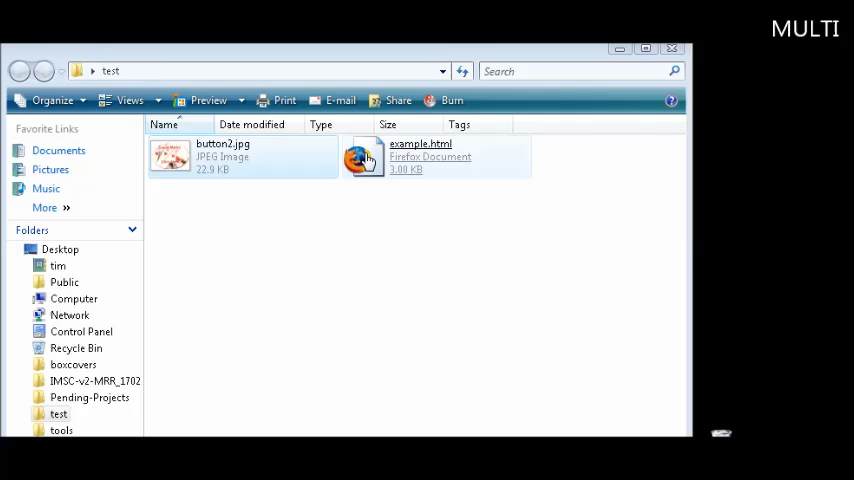 MULTI
test
Search
Organize Views Preview Print E-mail Share Burn
Name Date modified Type Size Tags
Favorite Links
Documents
Pictures
Music
More »
Folders
Desktop
tim
Public
Computer
Network
Control Panel
Recycle Bin
boxcovers
IMSC-v2-MRR_1702
Pending-Projects
test
tools
button2.jpg
JPEG Image
22.9 KB
example.html
Firefox Document
3.00 KB